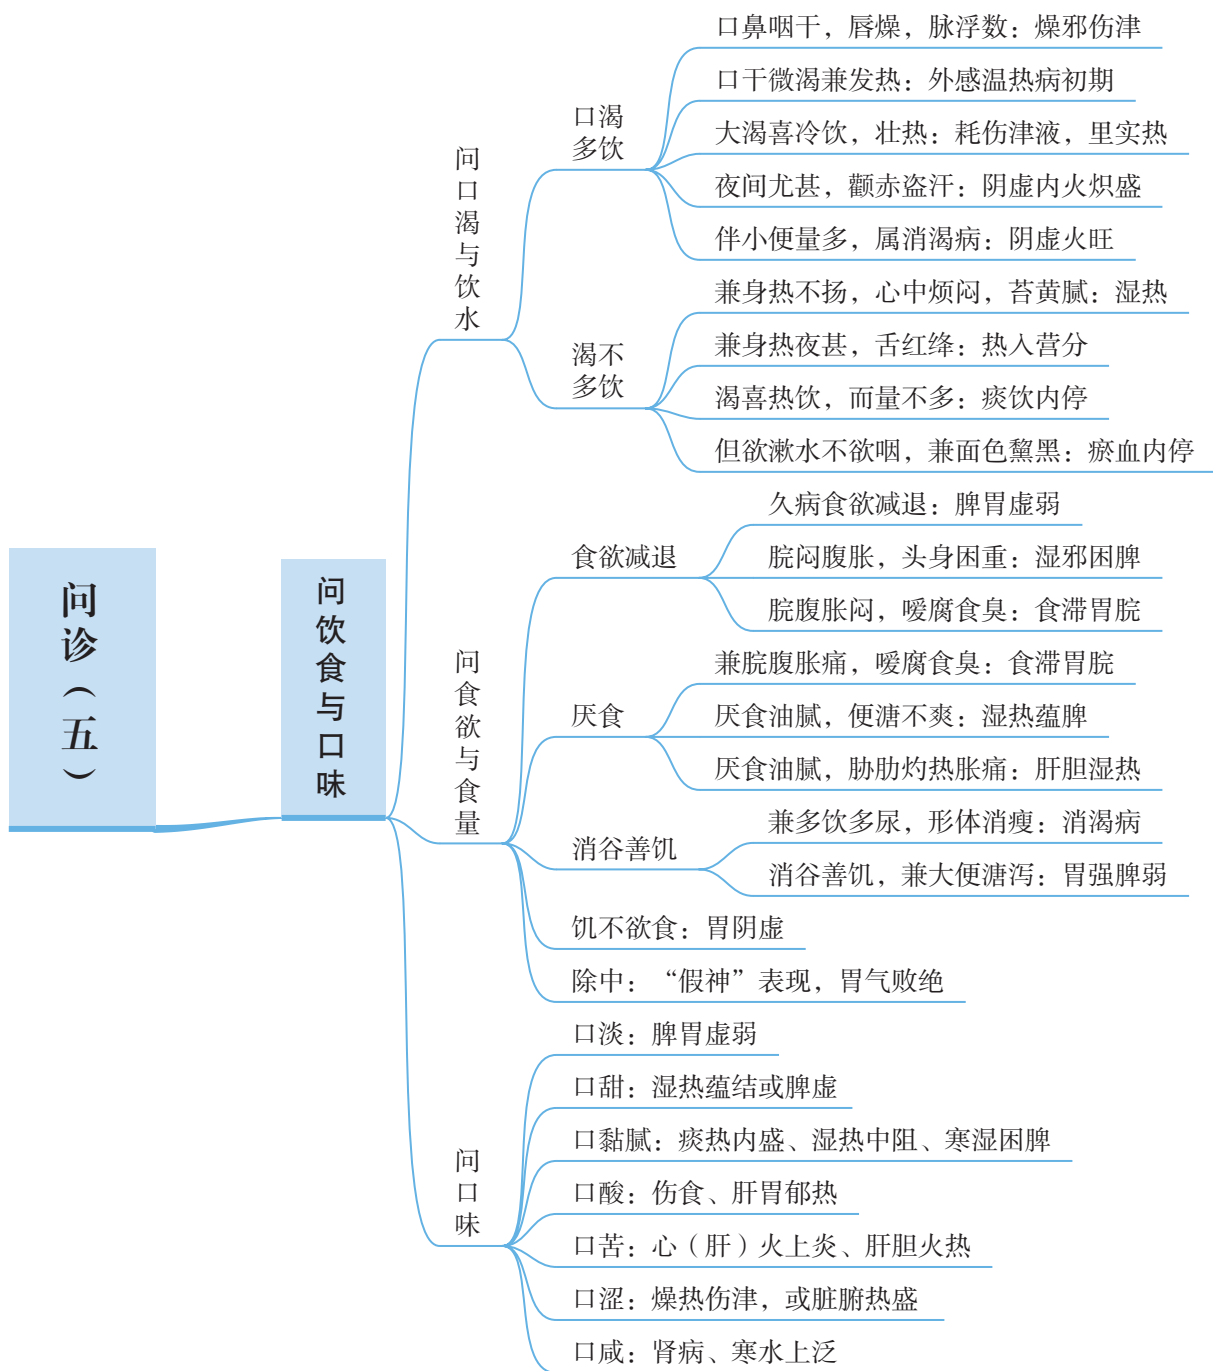 问诊（五）
问饮食与口味
问口渴与饮水
口渴
多饮
口鼻咽干，唇燥，脉浮数：燥邪伤津
口干微渴兼发热：外感温热病初期
大渴喜冷饮，壮热：耗伤津液，里实热
夜间尤甚，颧赤盗汗：阴虚内火炽盛
伴小便量多，属消渴病：阴虚火旺
渴不
多饮
兼身热不扬，心中烦闷，苔黄腻：湿热
兼身热夜甚，舌红绛：热入营分
渴喜热饮，而量不多：痰饮内停
但欲漱水不欲咽，兼面色黧黑：瘀血内停
问食欲与食量
食欲减退
久病食欲减退：脾胃虚弱
脘闷腹胀，头身困重：湿邪困脾
脘腹胀闷，嗳腐食臭：食滞胃脘
厌食
兼脘腹胀痛，嗳腐食臭：食滞胃脘
厌食油腻，便溏不爽：湿热蕴脾
厌食油腻，胁肋灼热胀痛：肝胆湿热
消谷善饥
兼多饮多尿，形体消瘦：消渴病
消谷善饥，兼大便溏泻：胃强脾弱
饥不欲食：胃阴虚
除中：“假神”表现，胃气败绝
问口味
口淡：脾胃虚弱
口甜：湿热蕴结或脾虚
口黏腻：痰热内盛、湿热中阻、寒湿困脾
口酸：伤食、肝胃郁热
口苦：心（肝）火上炎、肝胆火热
口涩：燥热伤津，或脏腑热盛
口咸：肾病、寒水上泛